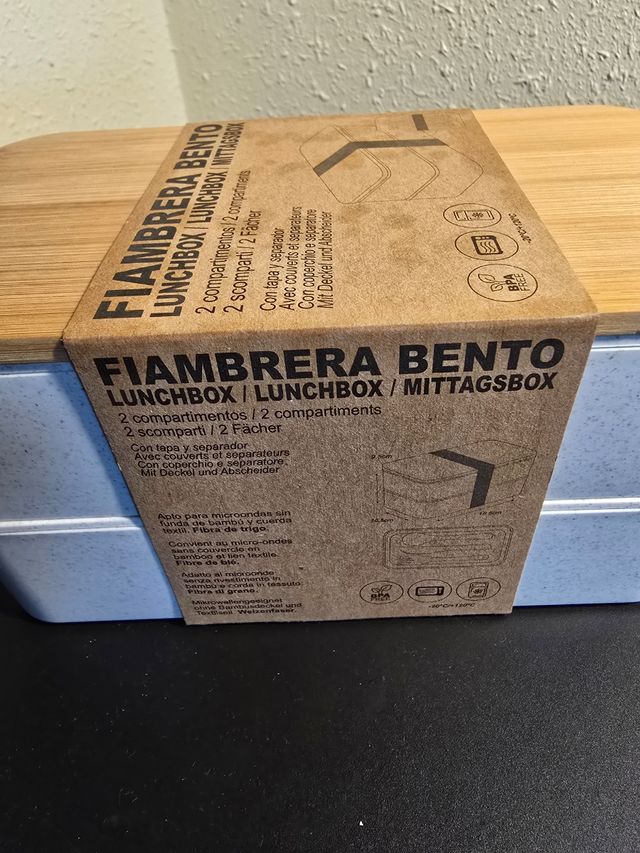 FIAMBRERA BENTO
LUNCHBOX / LUNCHBOX / MITTAGSBOX
2 compartimentos / 2 compartiments
2 scomparti / 2 Fächer
Con tapa y separador
Avec couverts et separateurs
Con coperchio e separatore
Mit Deckel und Abscheider
BPA
FREE
FIAMBRERA BENTO
LUNCHBOX / LUNCHBOX / MITTAGSBOX
2 compartimentos / 2 compartiments
2 scomparti / 2 Fächer
Con tapa y separador
Avec couverts et separateurs
Con coperchio e separatore,
Mit Deckel und Abscheider
9.5cm
Apto para microondas sin
funda de bambú y cuerda
textil. Fibra de trigo.
Convient au micro-ondes
sans couvercle en
bamboo et lien textile.
Fibre de blé.
Adatto al microonde
senza rivestimento in
bambù e corda in tessuto.
Fibra di grano.
Mikrowellengeeignet
ohne Bambusdeckel und
Textilseil. Weizenfaser.
BPA
FREE
-20°C/+120°C